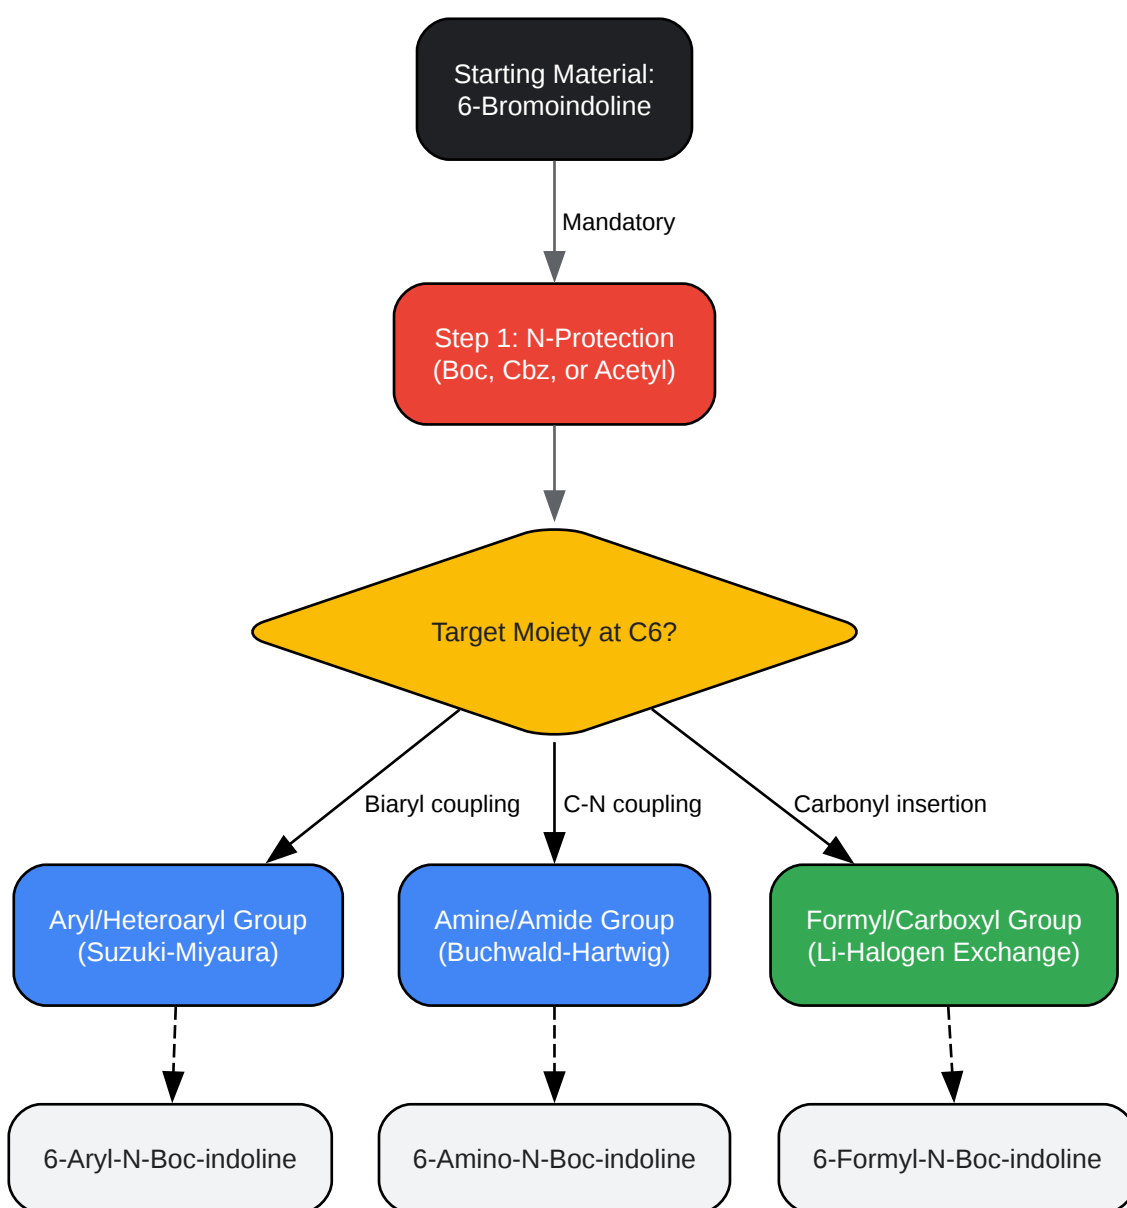 Starting Material:
6-Bromoindoline
Mandatory
Step 1: N-Protection
(Boc, Cbz, or Acetyl)
Target Moiety at C6?
Biaryl coupling
C-N coupling
Carbonyl insertion
Aryl/Heteroaryl Group
(Suzuki-Miyaura)
Amine/Amide Group
(Buchwald-Hartwig)
Formyl/Carboxyl Group
(Li-Halogen Exchange)
6-Aryl-N-Boc-indoline
6-Amino-N-Boc-indoline
6-Formyl-N-Boc-indoline